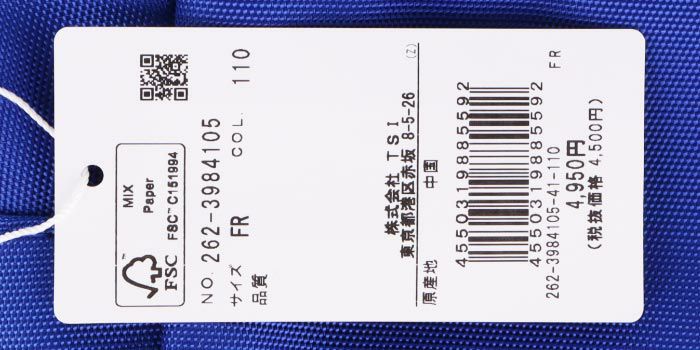 MIX
Paper
FSC™ C151994
FSC
NO. 262-3984105
COL. 110
サイズ FR
品質
株式会社 TSI
東京都港区赤坂 8-5-26
(Z)
原産地 中国
4550319885592
4550319885592
262-3984105-41-110
FR
4,950円
(税抜価格 4,500円)